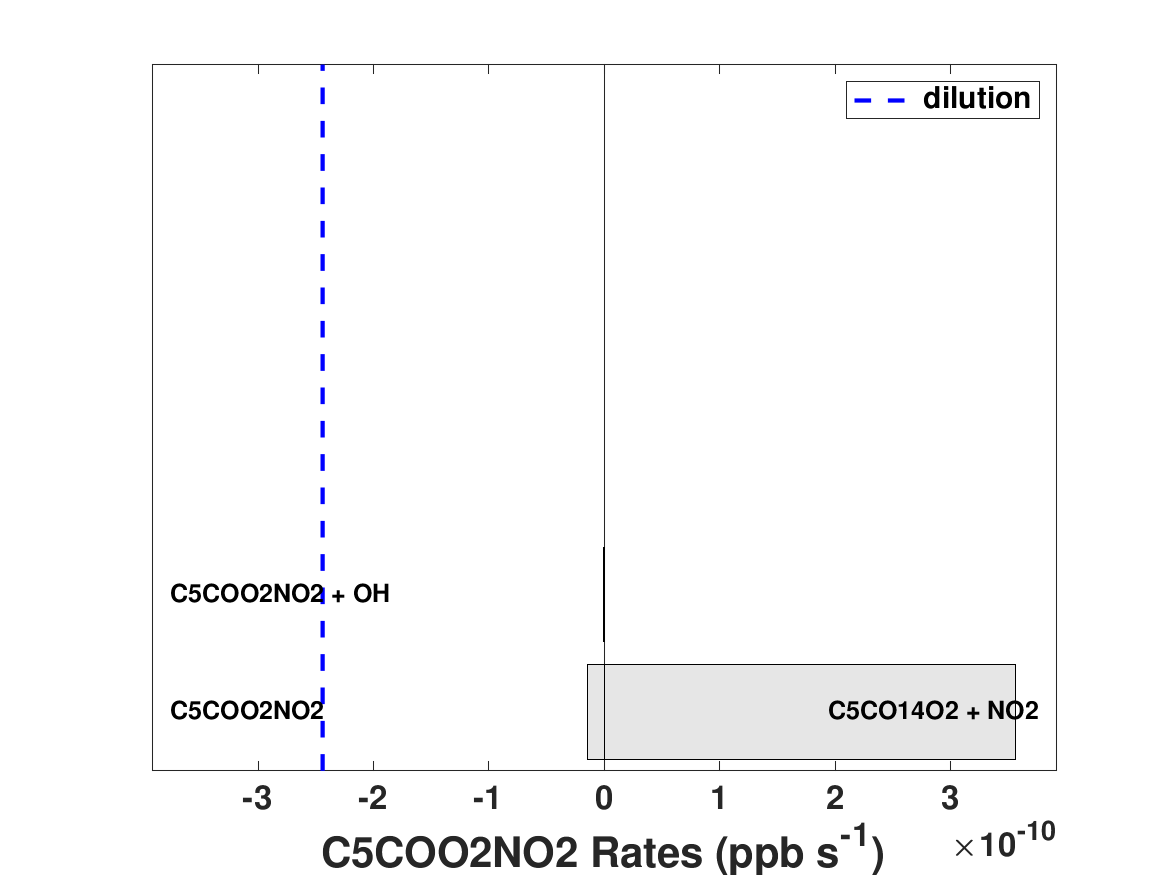 dilution
C5COO2NO2 + OH
C5COO2NO2
C5CO14O2 + NO2
-3 -2 -1 0 1 2 3
×10-10
C5COO2NO2 Rates (ppb s-1)